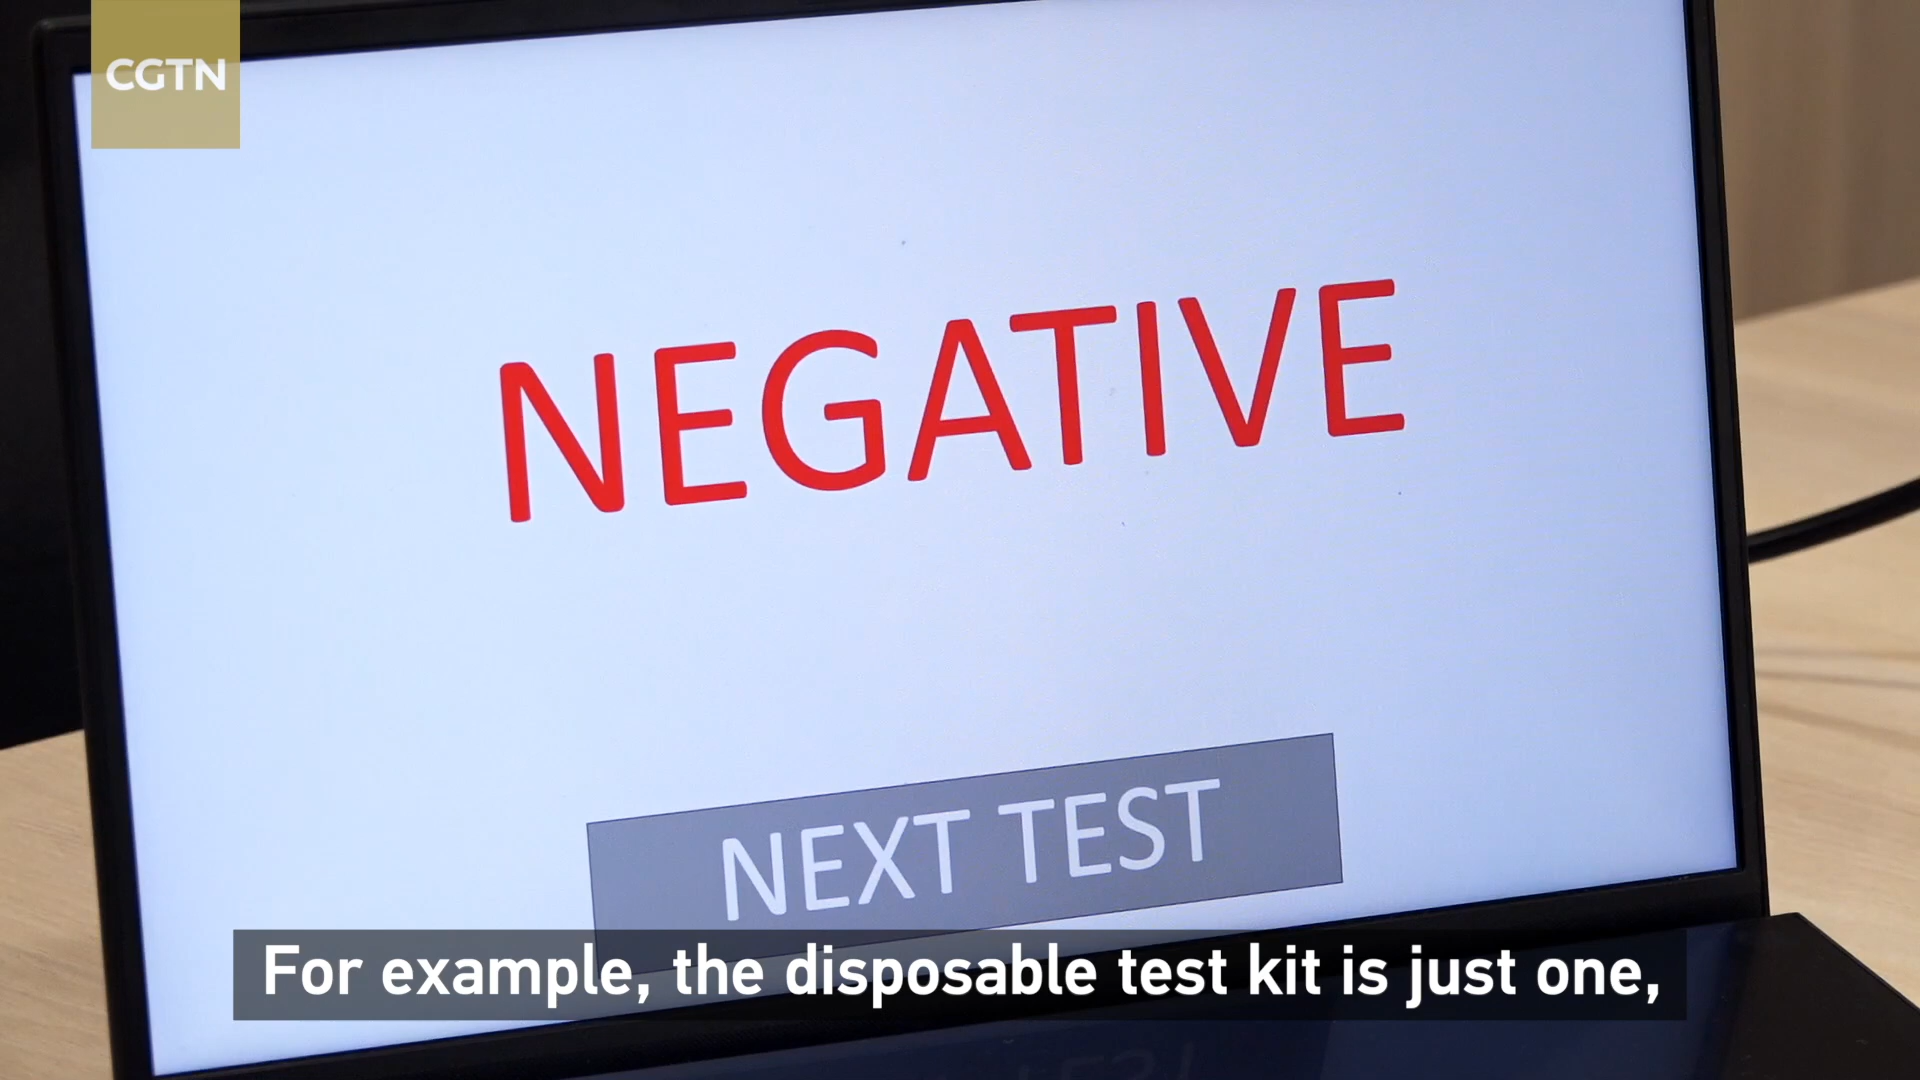 CGTN
NEGATIVE
NEXT TEST
For example, the disposable test kit is just one,